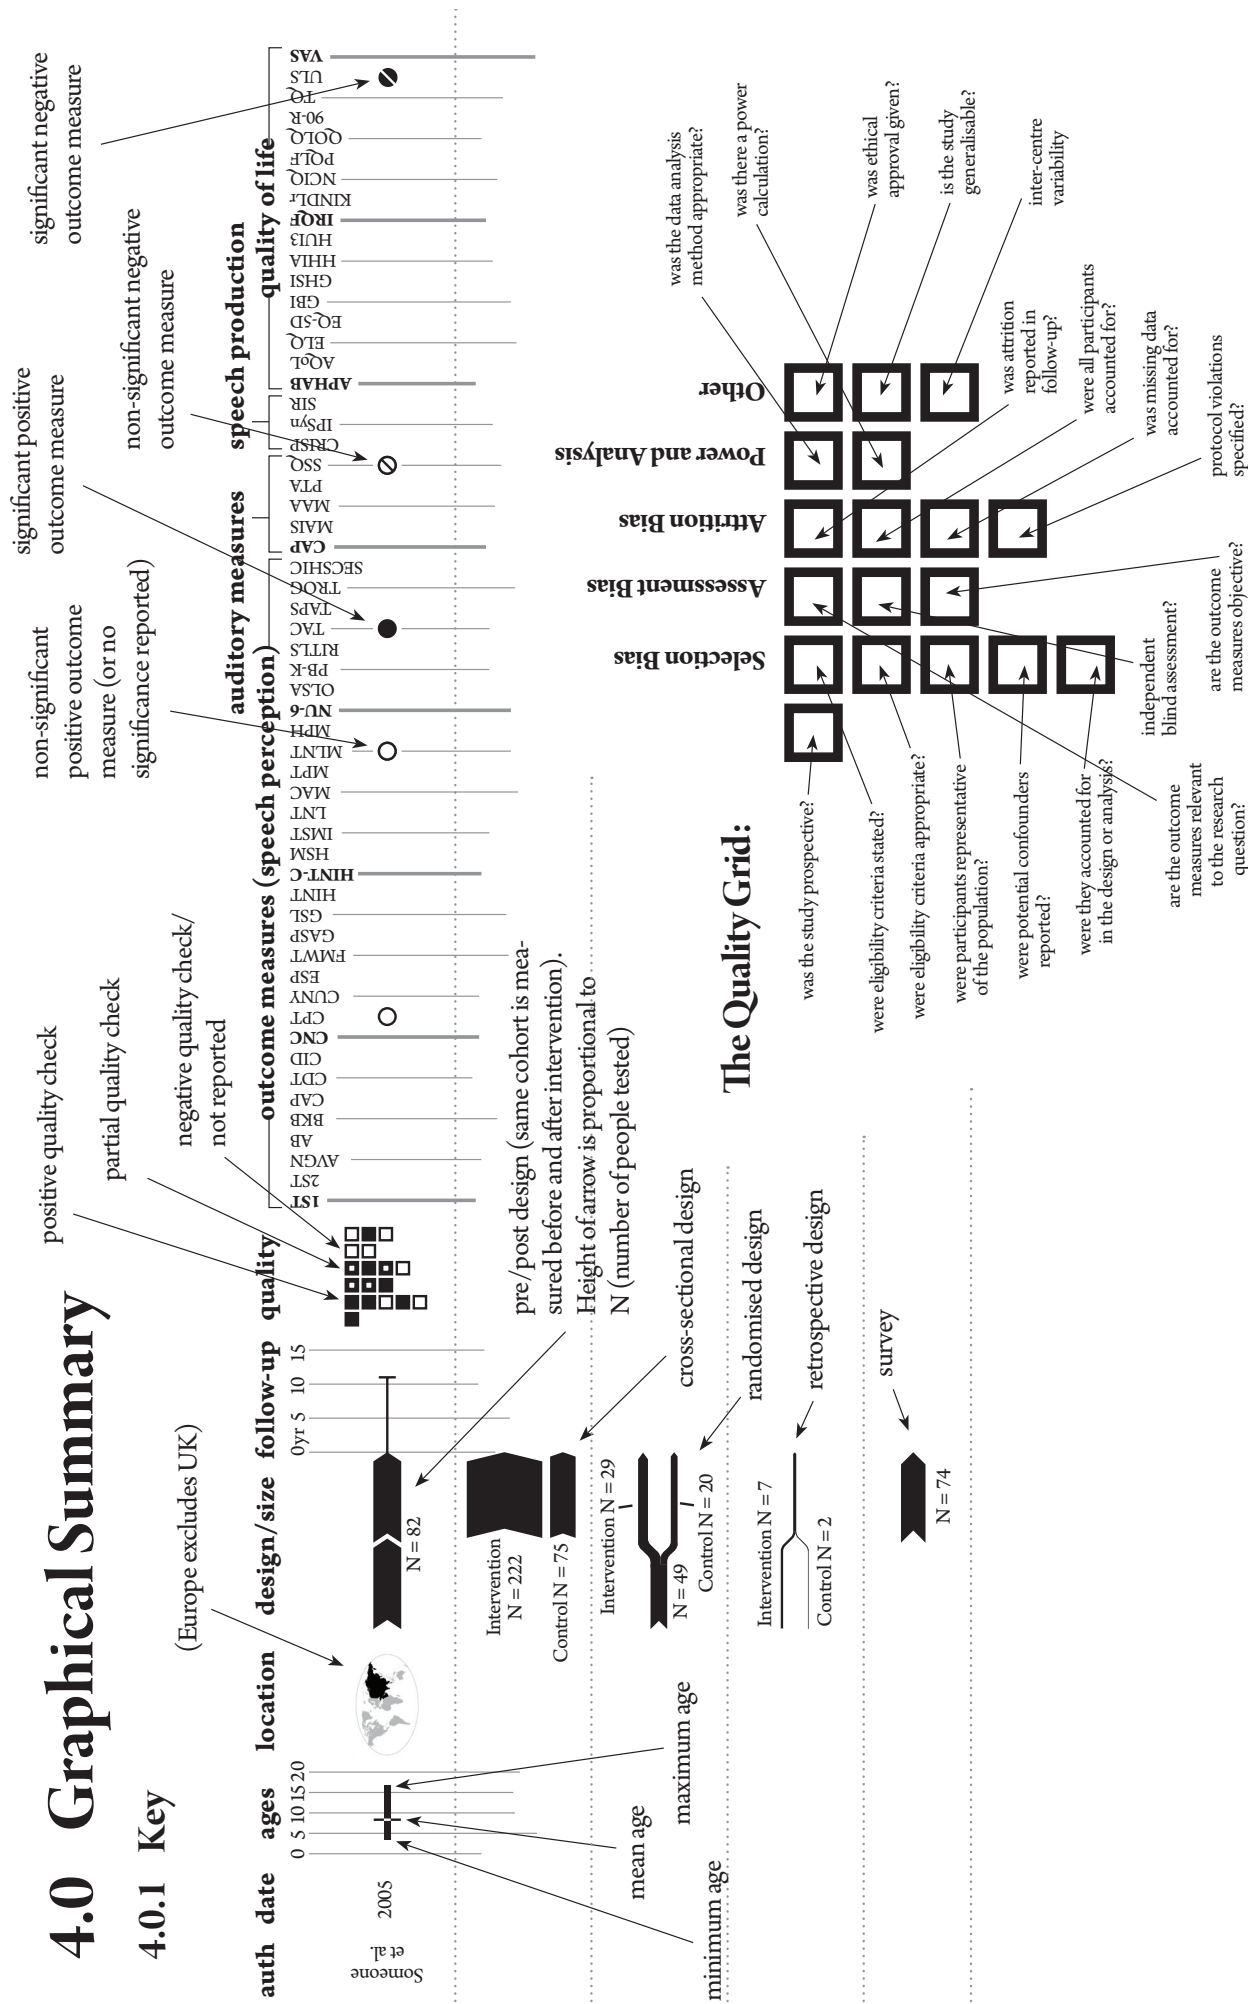 4.0 Graphical Summary
4.0.1 Key
auth date ages location design/size follow-up quality outcome measures (speech perception) auditory measures speech production quality of life
0 5 10 15 20
0yr 5 10 15
Someone
et al.
2005
(Europe excludes UK)
N = 82
positive quality check
partial quality check
negative quality check/
not reported
non-significant
positive outcome
measure (or no
significance reported)
significant positive
outcome measure
non-significant negative
outcome measure
significant negative
outcome measure
1ST
2ST
AVGN
AB
BKB
CAP
CDT
CID
CNC
CPT
CUNY
ESP
FMWT
GASP
GSL
HINT
HINT-C
HSM
IMST
LNT
MAC
MPT
MLNT
MPH
NU-6
OLSA
PB-K
RITLS
TAC
TAPS
TROG
SECSHIC
CAP
MAIS
MAA
PTA
SSQ
CRISP
IPSyn
SIR
APHAB
AQoL
ELQ
EQ-5D
GBI
GHSI
HHIA
HUI3
IRQF
KINDLr
NCIQ
PQLF
QOLQ
90-R
TQ
ULS
VAS
minimum age
mean age
maximum age
pre/post design (same cohort is mea-
sured before and after intervention).
Height of arrow is proportional to
N (number of people tested)
Intervention
N = 222
Control N = 75
cross-sectional design
Intervention N = 29
N = 49
Control N = 20
randomised design
Intervention N = 7
Control N = 2
retrospective design
N = 74
survey
The Quality Grid:
Selection Bias
Assessment Bias
Attrition Bias
Power and Analysis
Other
was the study prospective?
were eligibility criteria stated?
were eligibility criteria appropriate?
were participants representative
of the population?
were potential confounders
reported?
were they accounted for
in the design or analysis?
are the outcome
measures relevant
to the research
question?
independent
blind assessment?
are the outcome
measures objective?
was attrition
reported in
follow-up?
were all participants
accounted for?
was missing data
accounted for?
protocol violations
specified?
was the data analysis
method appropriate?
was there a power
calculation?
was ethical
approval given?
is the study
generalisable?
inter-centre
variability